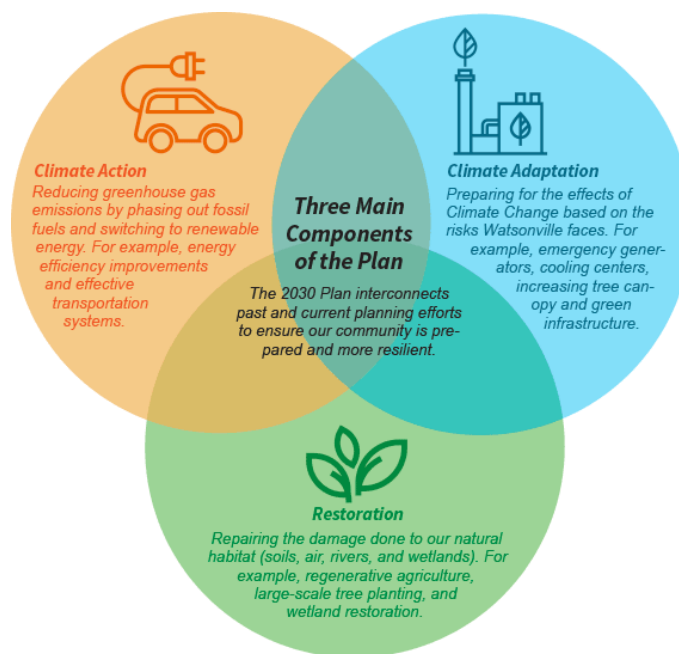 Climate Action
Reducing greenhouse gas
emissions by phasing out fossil
fuels and switching to renewable
energy. For example, energy
efficiency improvements
and effective
transportation
systems.
Climate Adaptation
Preparing for the effects of
Climate Change based on the
risks Watsonville faces. For
example, emergency gener-
ators, cooling centers,
increasing tree can-
opy and green
infrastructure.
Three Main
Components
of the Plan
The 2030 Plan interconnects
past and current planning efforts
to ensure our community is pre-
pared and more resilient.
Restoration
Repairing the damage done to our natural
habitat (soils, air, rivers, and wetlands). For
example, regenerative agriculture,
large-scale tree planting, and
wetland restoration.